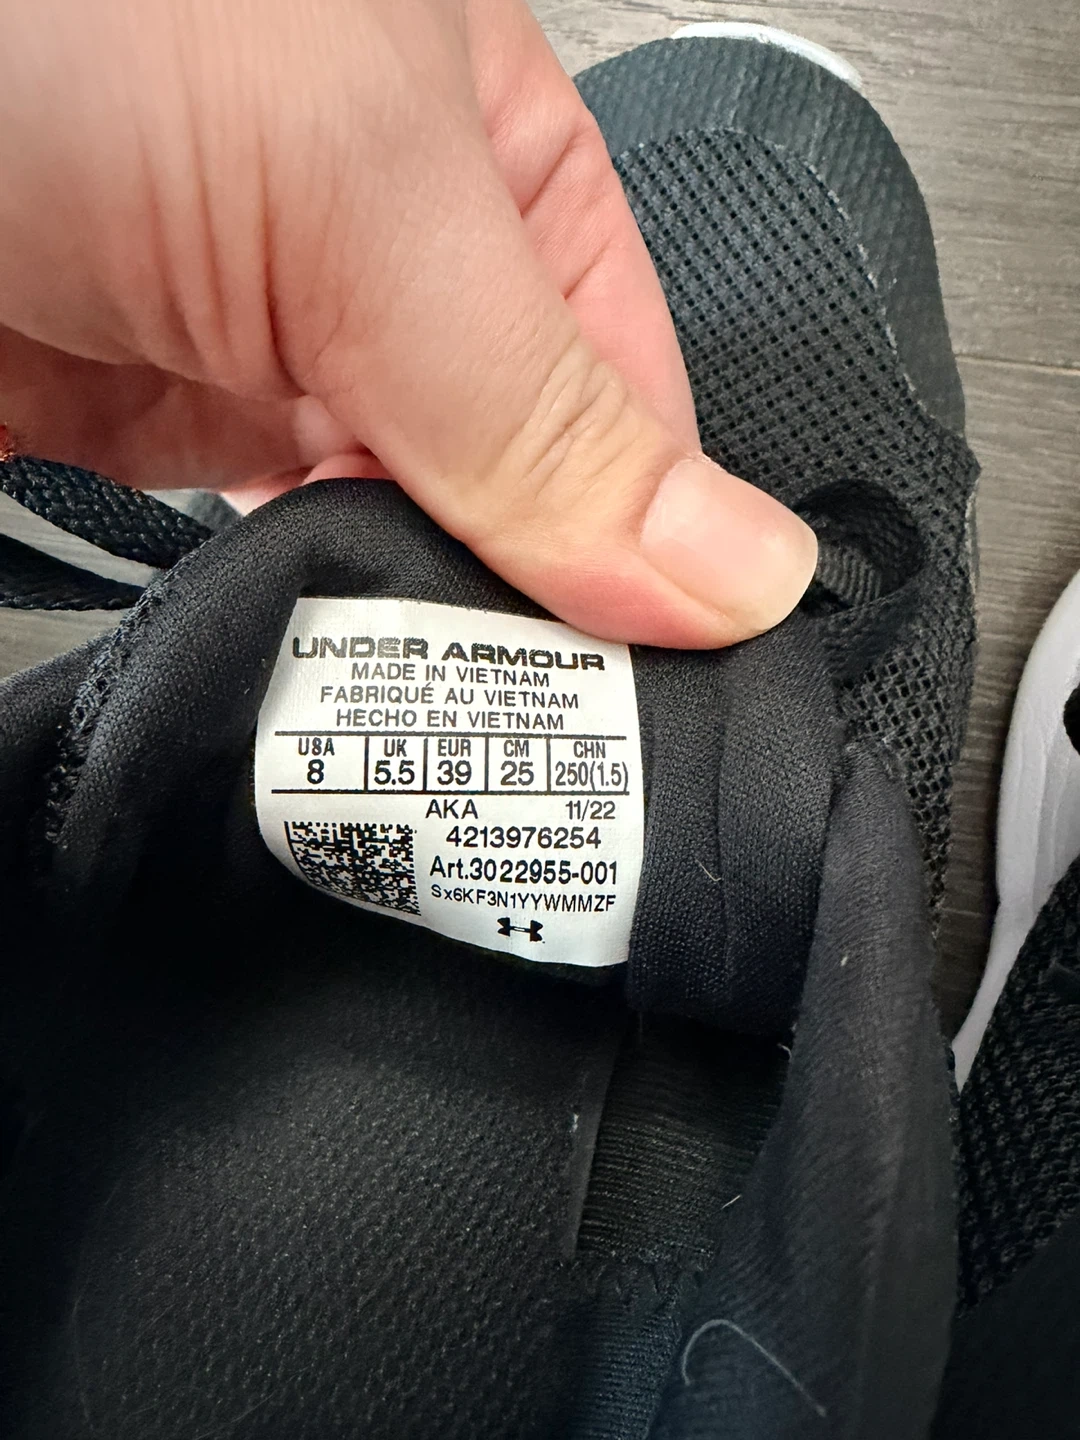 UNDER ARMOUR
MADE IN VIETNAM
FABRIQUÉ AU VIETNAM
HECHO EN VIETNAM
USA UK EUR CM CHN
8 5.5 39 25 250(1.5)
AKA 11/22
4213976254
Art.3022955-001
Sx6KF3N1YYWMMZF